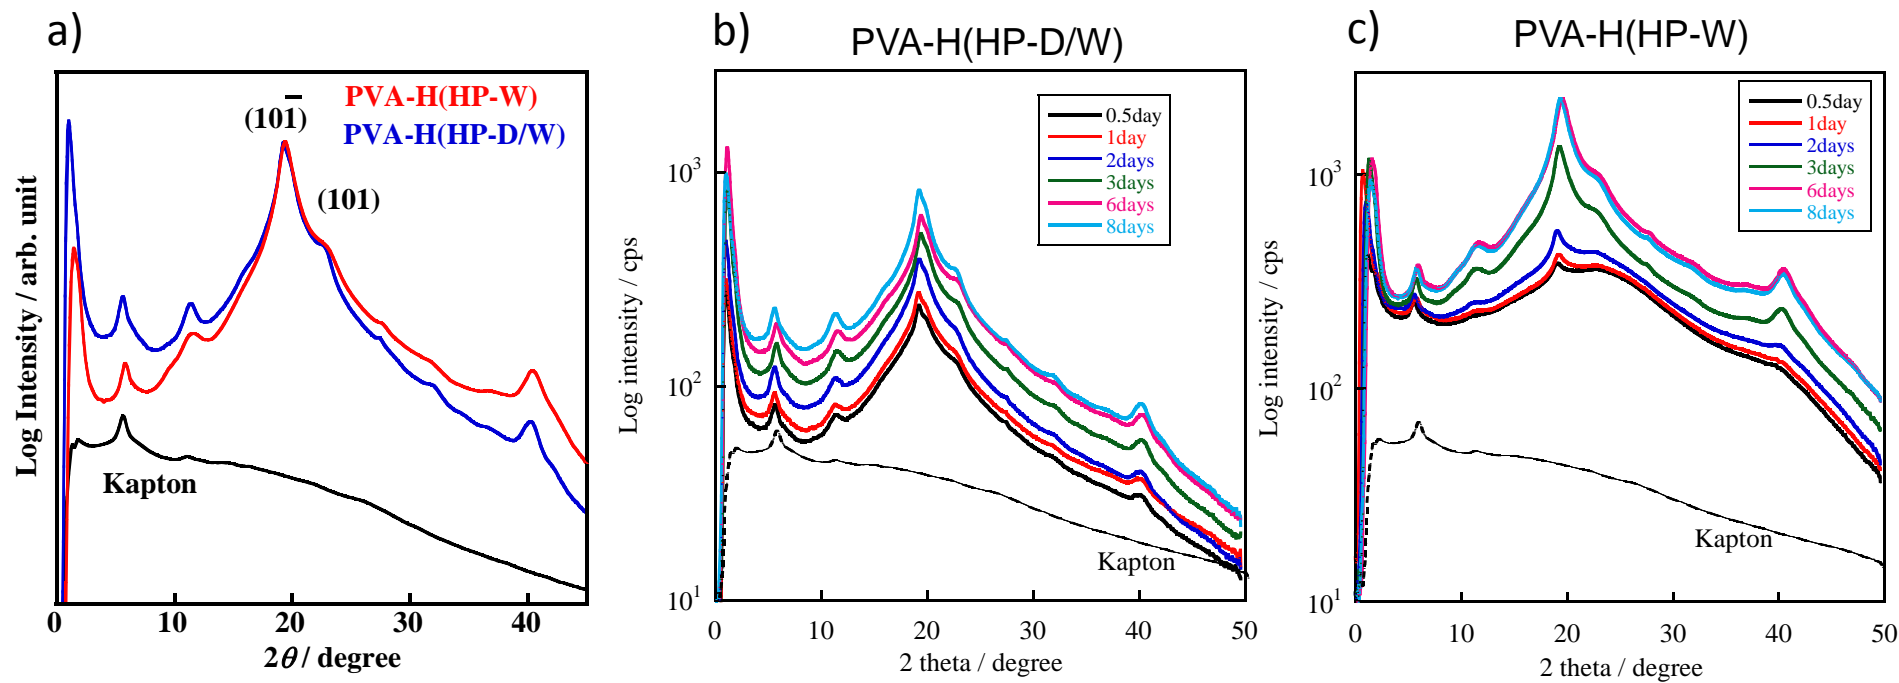 a)
PVA-H(HP-W)
PVA-H(HP-D/W)
(101̅)
(101)
Kapton
Log Intensity / arb. unit
0 10 20 30 40
2θ / degree
b)
PVA-H(HP-D/W)
0.5day
1day
2days
3days
6days
8days
10³
10²
10¹
Log intensity / cps
Kapton
0 10 20 30 40 50
2 theta / degree
c)
PVA-H(HP-W)
0.5day
1day
2days
3days
6days
8days
10³
10²
10¹
Log intensity / cps
Kapton
0 10 20 30 40 50
2 theta / degree